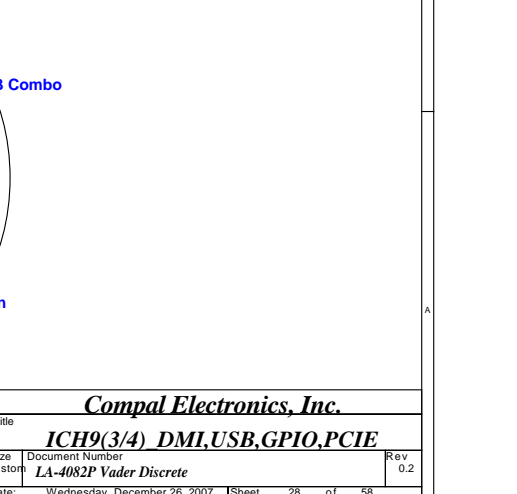 Combo
A
Compal Electronics, Inc.
ICH9(3/4)_DMI,USB,GPIO,PCIE
Document Number
Rev
LA-4082P Vader Discrete
0.2
Wednesday, December 26, 2007 Sheet 28 of 58